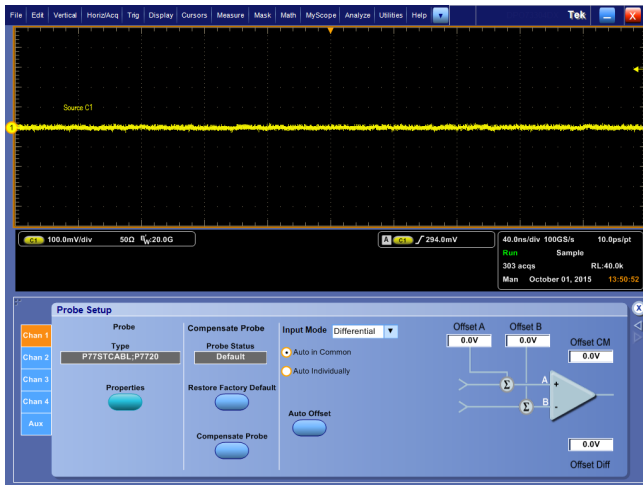 File Edit Vertical Horiz/Acq Trig Display Cursors Measure Mask Math MyScope Analyze Utilities Help Tek X
Source C1
1
C1 100.0mV/div 50Ω BW:20.0G
A C1 294.0mV
40.0ns/div 100GS/s 10.0ps/pt
Run Sample
303 acqs RL:40.0k
Man October 01, 2015 13:50:52
Probe Setup X
Chan 1
Chan 2
Chan 3
Chan 4
Aux
Probe
Type
P77STCABL;P7720
Properties
Compensate Probe
Probe Status
Default
Restore Factory Default
Compensate Probe
Input Mode Differential
Auto in Common
Auto Individually
Auto Offset
Offset A Offset B
0.0V 0.0V
Offset CM
0.0V
Σ A +
Σ B -
0.0V
Offset Diff